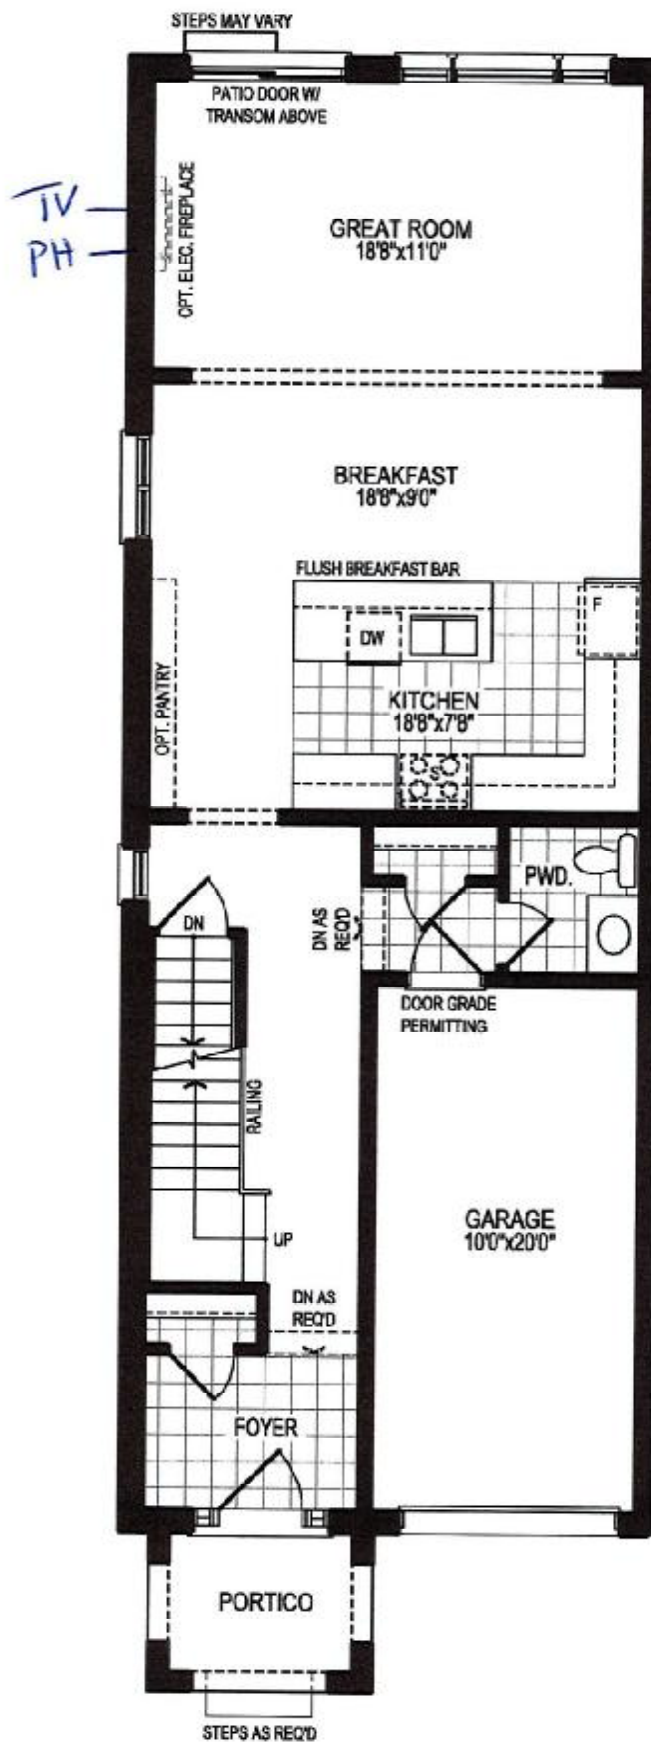 STEPS MAY VARY
PATIO DOOR W/
TRANSOM ABOVE
TV
PH
OPT. ELEC. FIREPLACE
GREAT ROOM
18'8"x11'0"
BREAKFAST
18'8"x9'0"
FLUSH BREAKFAST BAR
F
DW
OPT. PANTRY
KITCHEN
18'8"x7'8"
S
PWD.
DN
DN AS
REQ'D
DOOR GRADE
PERMITTING
RAILING
GARAGE
10'0"x20'0"
UP
DN AS
REQ'D
FOYER
PORTICO
STEPS AS REQ'D